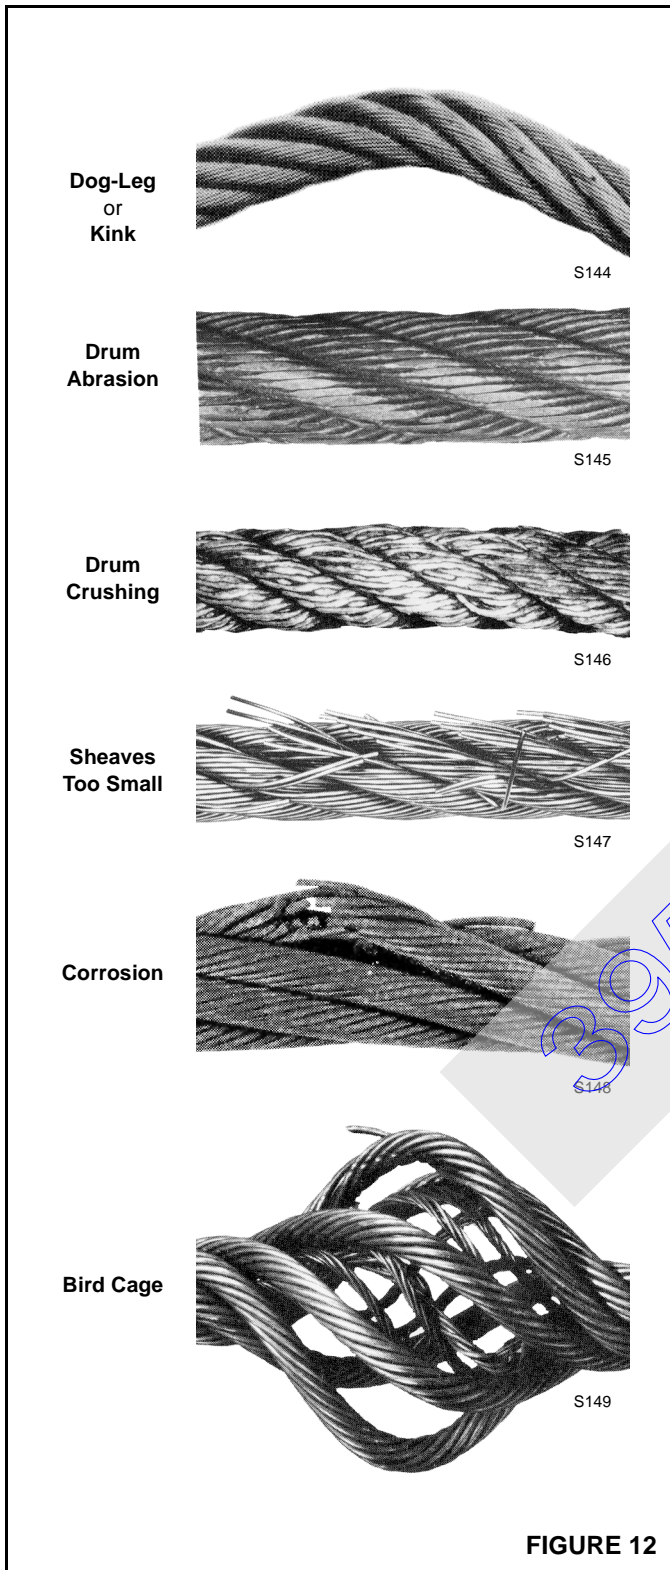 Dog-Leg
or
Kink
S144
Drum
Abrasion
S145
Drum
Crushing
S146
Sheaves
Too Small
S147
Corrosion
S148
Bird Cage
S149
FIGURE 12